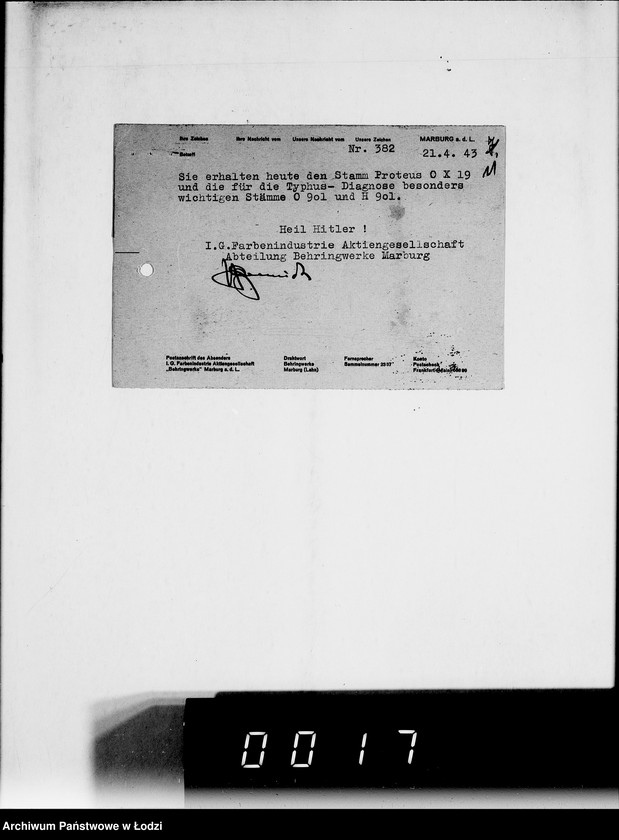 Ihre Zeichen Ihre Nachricht vom Unsere Nachricht vom Unsere Zeichen MARBURG a. d. L.
Nr. 382 21.4. 43
Betreff
Sie erhalten heute den Stamm Proteus O X 19
und die für die Typhus- Diagnose besonders
wichtigen Stämme O 9o1 und H 9o1.
Heil Hitler !
I.G.Farbenindustrie Aktiengesellschaft
Abteilung Behringwerke Marburg
Postanschrift des Absenders Drahtwort Fernsprecher Konto
I. G. Farbenindustrie Aktiengesellschaft Behringwerke Sammelnummer Postscheck
„Behringwerke“ Marburg a. d. L. Marburg (Lahn)
0017
Archiwum Państwowe w Łodzi